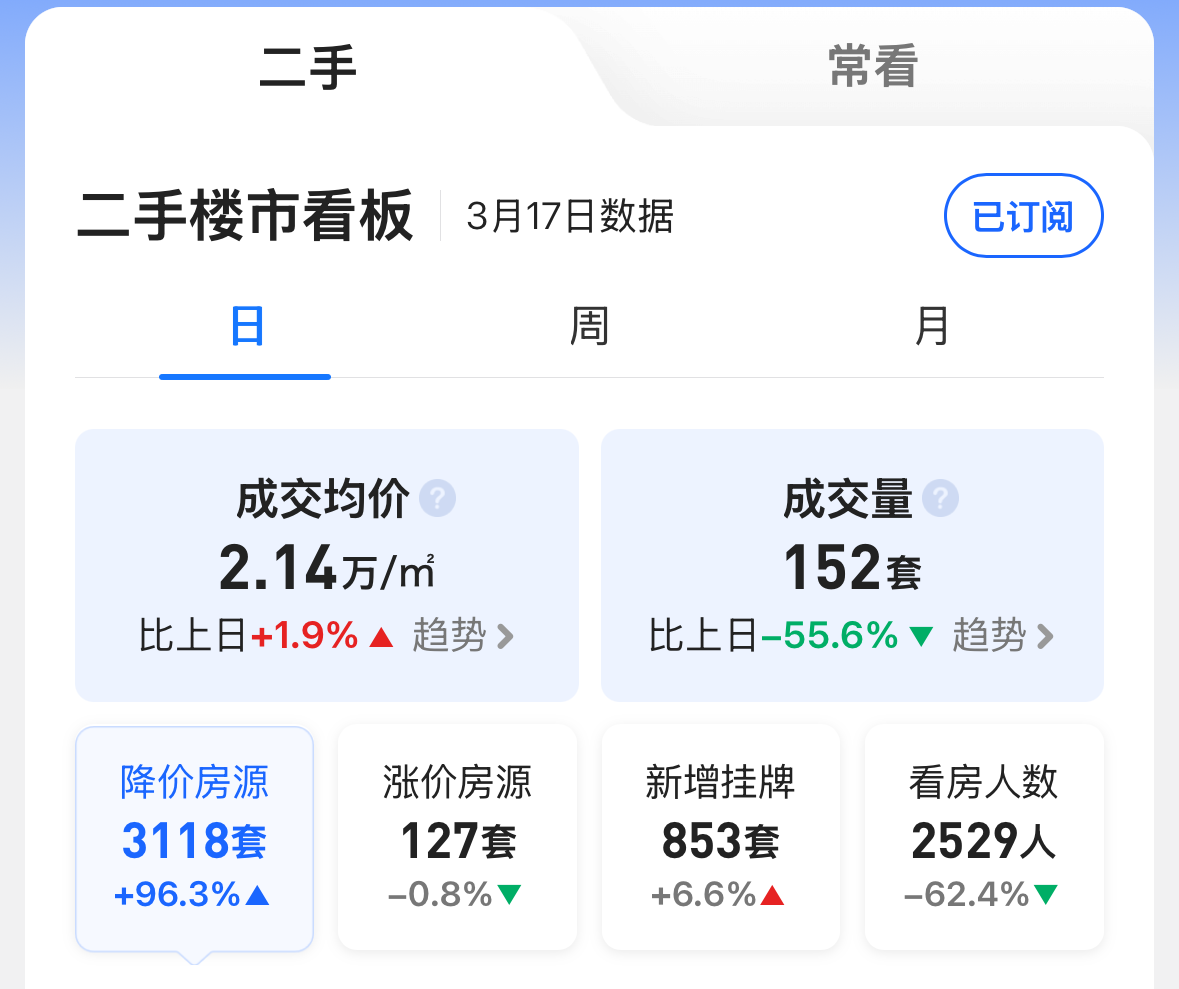 二手
常看
二手楼市看板
3月17日数据
已订阅
日
周
月
成交均价 ?
2.14万/㎡
比上日+1.9%▲ 趋势 >
成交量 ?
152套
比上日-55.6%▼ 趋势 >
降价房源
3118套
+96.3%▲
涨价房源
127套
-0.8%▼
新增挂牌
853套
+6.6%▲
看房人数
2529人
-62.4%▼